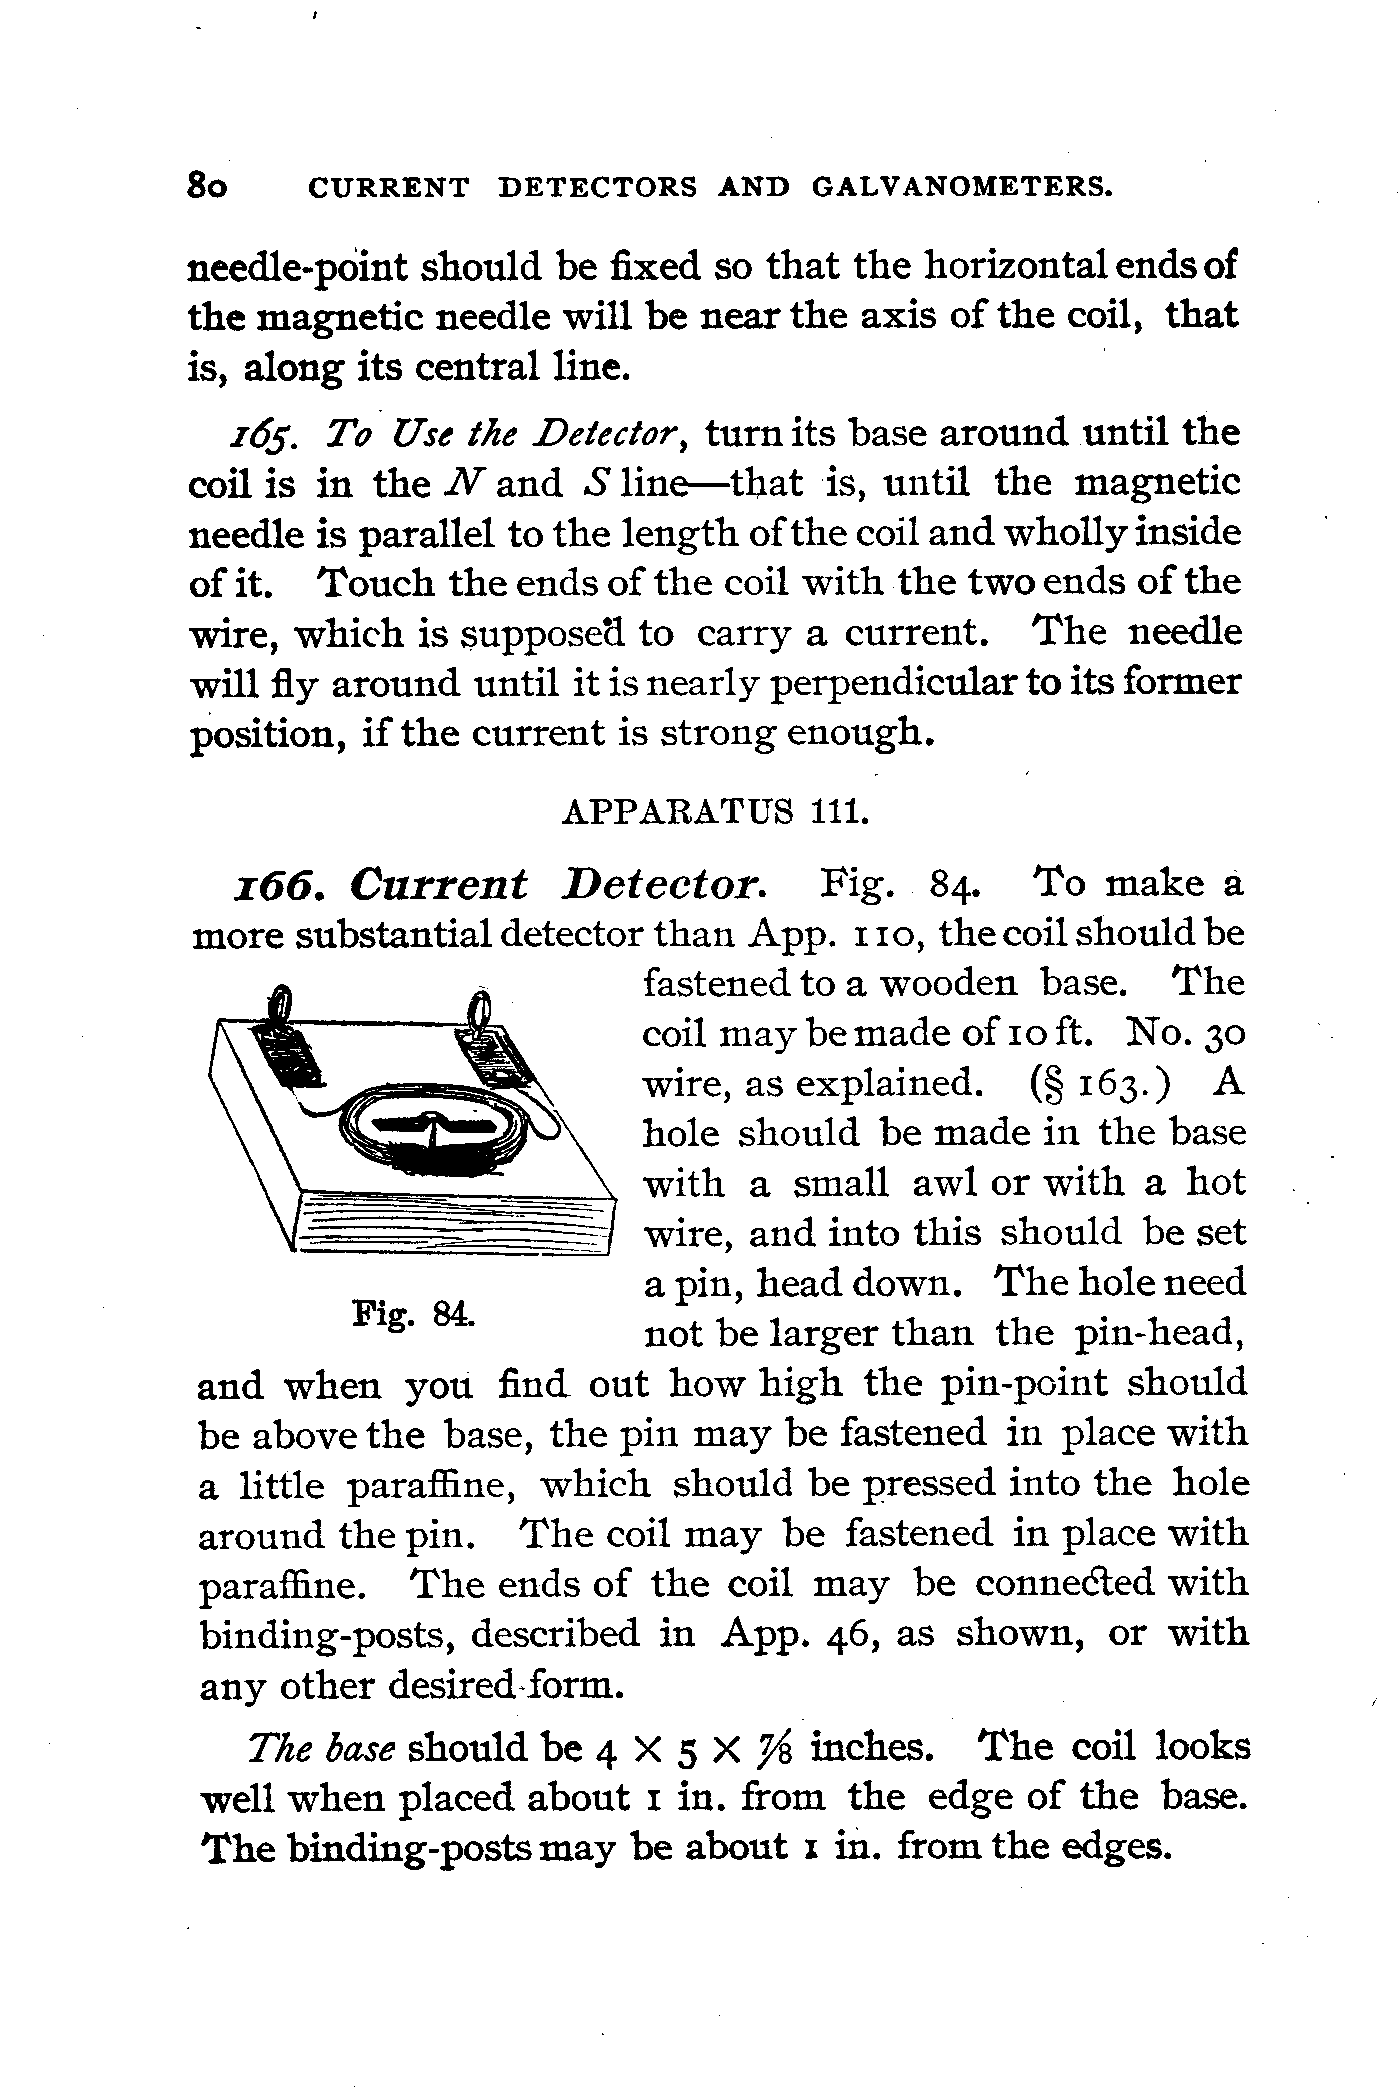 80 CURRENT DETECTORS AND GALVANOMETERS.
needle-point should be fixed so that the horizontal ends of
the magnetic needle will be near the axis of the coil, that
is, along its central line.
165. To Use the Detector, turn its base around until the
coil is in the N and S line—that is, until the magnetic
needle is parallel to the length of the coil and wholly inside
of it. Touch the ends of the coil with the two ends of the
wire, which is supposed to carry a current. The needle
will fly around until it is nearly perpendicular to its former
position, if the current is strong enough.
APPARATUS 111.
166. Current Detector. Fig. 84. To make a
more substantial detector than App. 110, the coil should be
fastened to a wooden base. The
coil may be made of 10 ft. No. 30
wire, as explained. (§ 163.) A
hole should be made in the base
with a small awl or with a hot
wire, and into this should be set
a pin, head down. The hole need
not be larger than the pin-head,
Fig. 84.
and when you find out how high the pin-point should
be above the base, the pin may be fastened in place with
a little paraffine, which should be pressed into the hole
around the pin. The coil may be fastened in place with
paraffine. The ends of the coil may be connected with
binding-posts, described in App. 46, as shown, or with
any other desired form.
The base should be 4 × 5 × ⅞ inches. The coil looks
well when placed about 1 in. from the edge of the base.
The binding-posts may be about 1 in. from the edges.